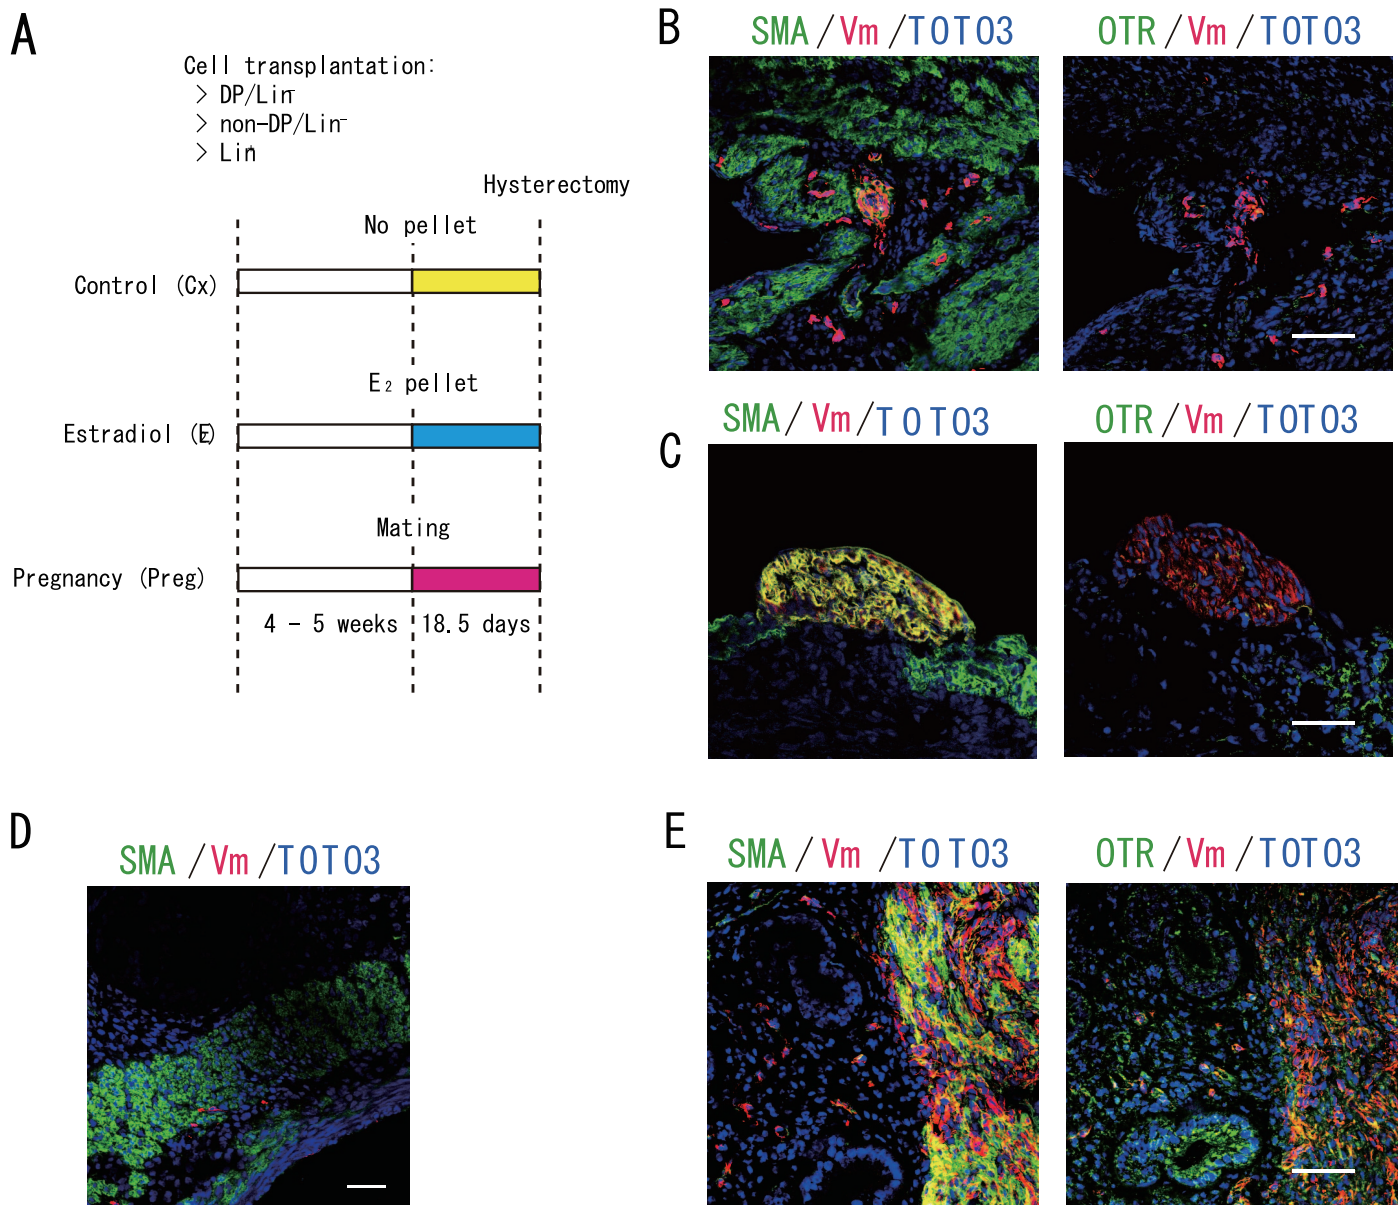 A
Cell transplantation:
> DP/Lin⁻
> non-DP/Lin⁻
> Lin⁺
Hysterectomy
No pellet
Control (Cx)
E₂ pellet
Estradiol (E)
Mating
Pregnancy (Preg)
4 - 5 weeks
18.5 days
B
SMA / Vm / TOTO3
OTR / Vm / TOTO3
C
SMA / Vm / TOTO3
OTR / Vm / TOTO3
D
SMA / Vm / TOTO3
E
SMA / Vm / TOTO3
OTR / Vm / TOTO3